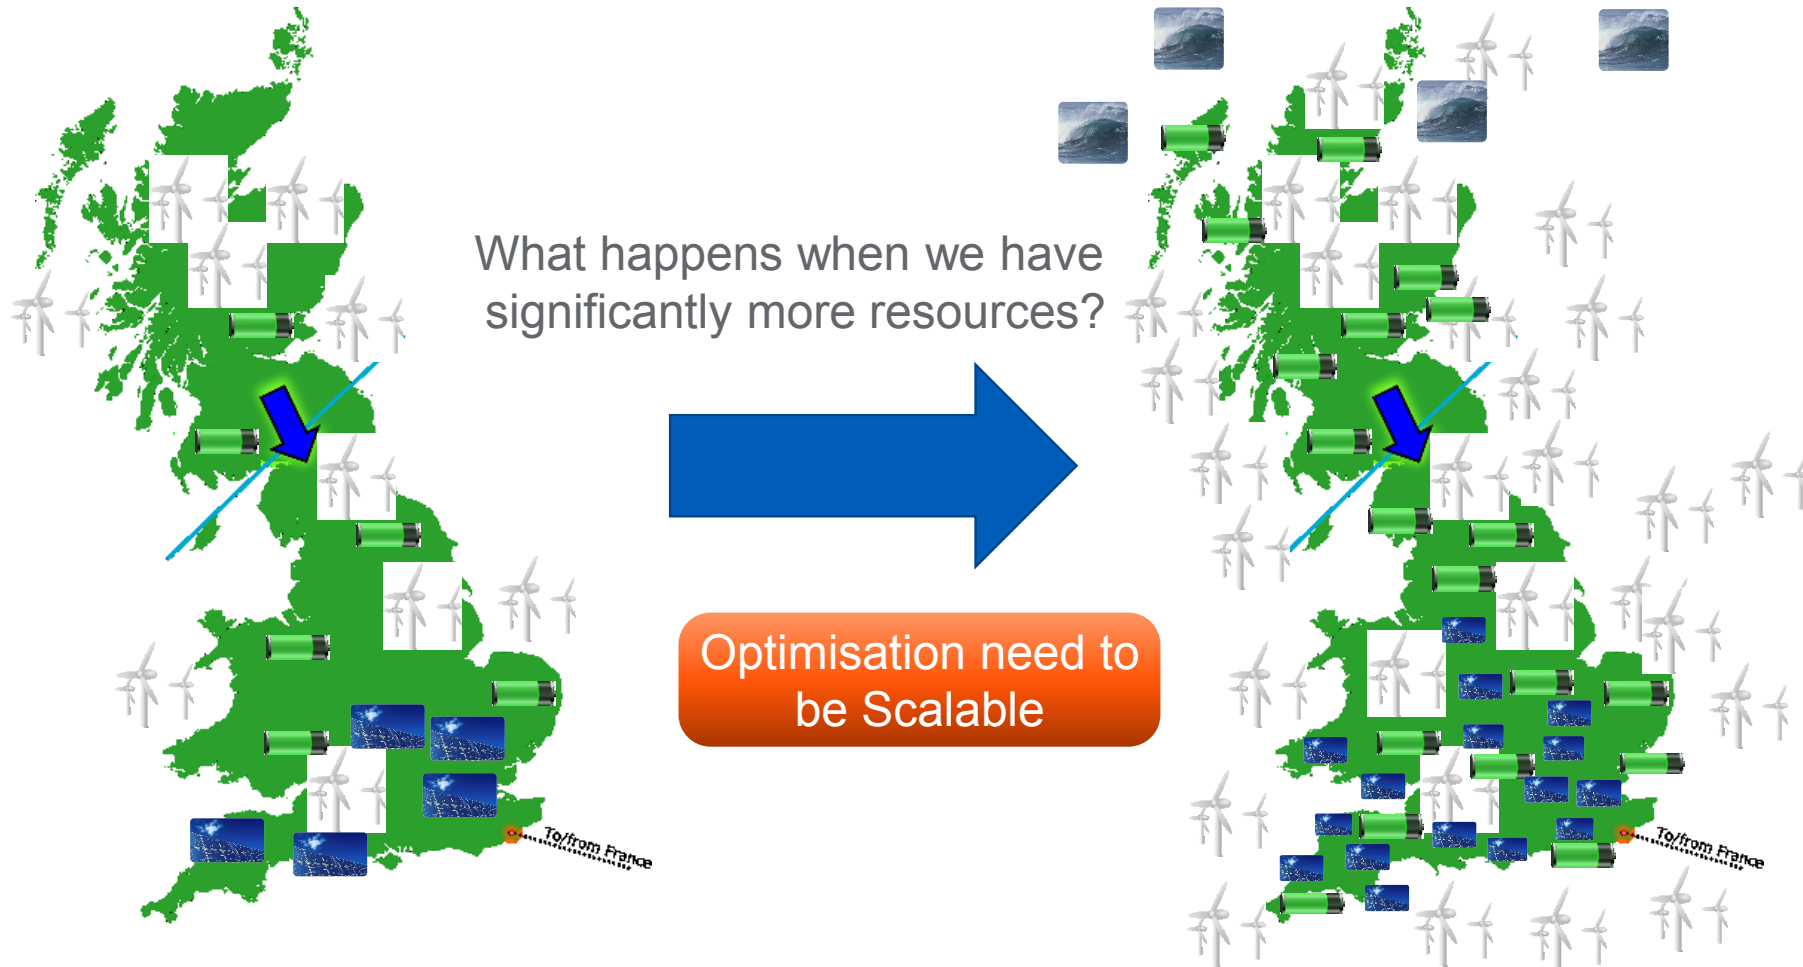 What happens when we have
significantly more resources?
Optimisation need to
be Scalable
To/from France
To/from France